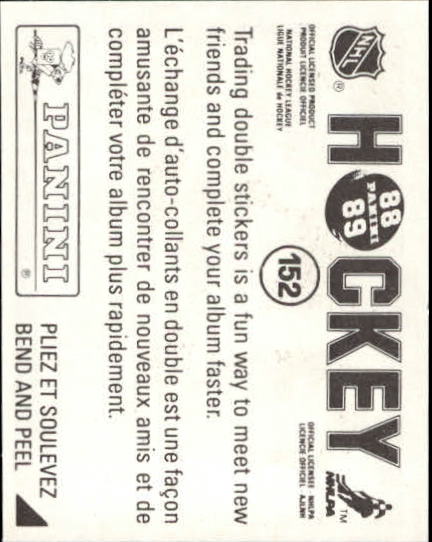 NHL ®
HOCKEY
88
PANINI
89
TM
NHLPA
OFFICIAL LICENSED PRODUCT
PRODUIT LICENCIÉ OFFICIEL
NATIONAL HOCKEY LEAGUE
LIGUE NATIONALE de HOCKEY
OFFICIAL LICENSEE - NHLPA
LICENCIÉ OFFICIEL AJLNH
152
Trading double stickers is a fun way to meet new
friends and complete your album faster.
L'échange d'auto-collants en double est une façon
amusante de rencontrer de nouveaux amis et de
compléter votre album plus rapidement.
PANINI ®
PLIEZ ET SOULEVEZ
BEND AND PEEL